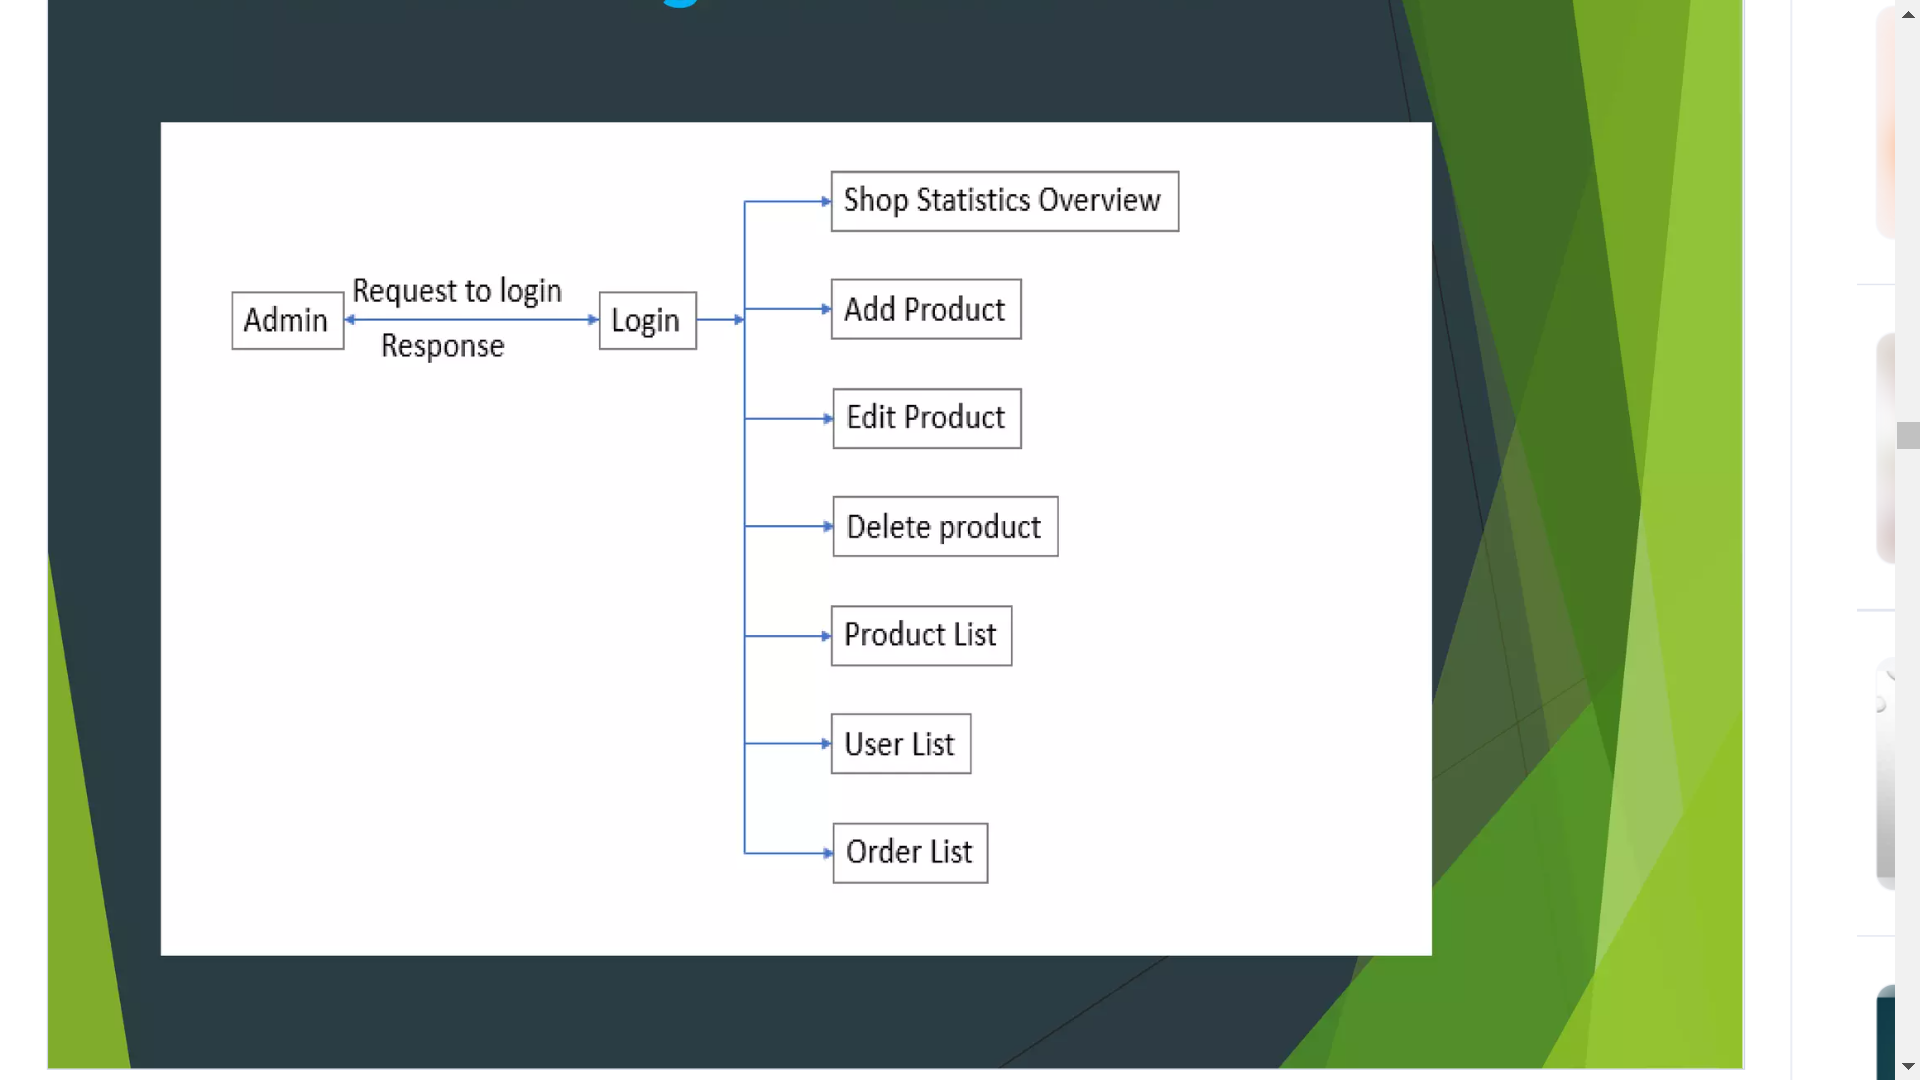 Shop Statistics Overview
Request to login
Admin
Login
Response
Add Product
Edit Product
Delete product
Product List
User List
Order List